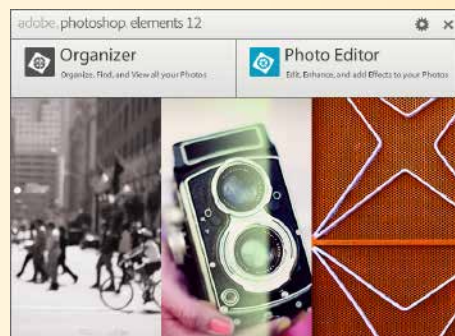 adobe photoshop elements 12
Organizer
Organize, Find, and View all your Photos
Photo Editor
Edit, Enhance, and add Effects to your Photos